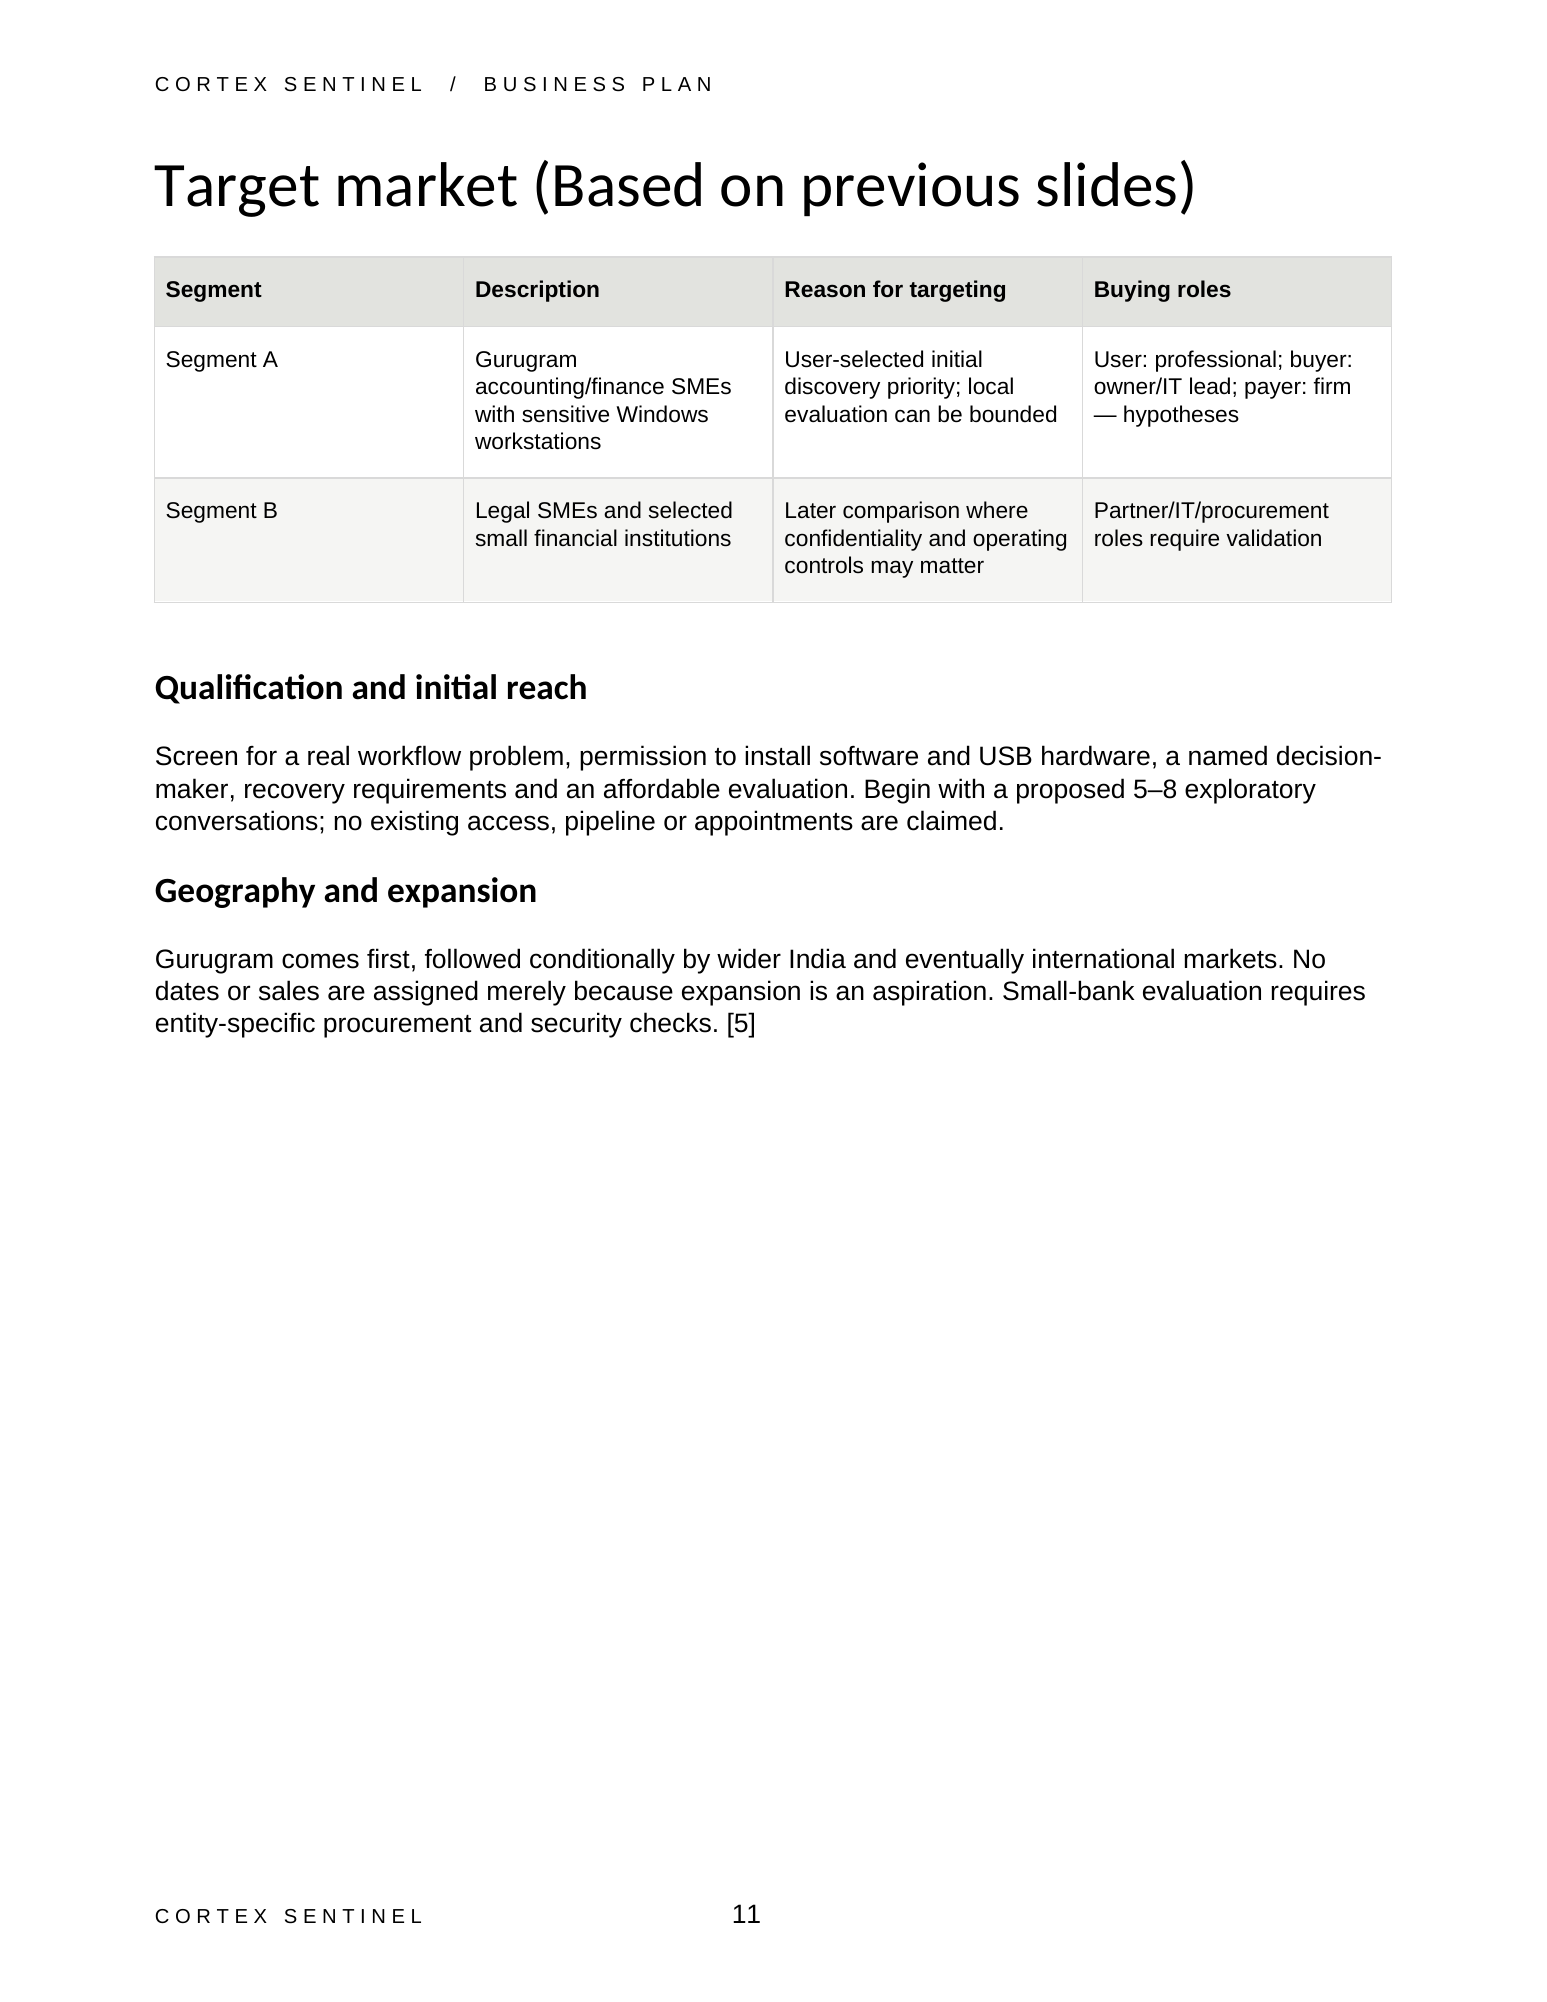 CORTEX SENTINEL / BUSINESS PLAN
Target market (Based on previous slides)
Segment
Description
Reason for targeting
Buying roles
Segment A
Gurugram
accounting/finance SMEs
with sensitive Windows
workstations
User-selected initial
discovery priority; local
evaluation can be bounded
User: professional; buyer:
owner/IT lead; payer: firm
— hypotheses
Segment B
Legal SMEs and selected
small financial institutions
Later comparison where
confidentiality and operating
controls may matter
Partner/IT/procurement
roles require validation
Qualification and initial reach
Screen for a real workflow problem, permission to install software and USB hardware, a named decision-
maker, recovery requirements and an affordable evaluation. Begin with a proposed 5–8 exploratory
conversations; no existing access, pipeline or appointments are claimed.
Geography and expansion
Gurugram comes first, followed conditionally by wider India and eventually international markets. No
dates or sales are assigned merely because expansion is an aspiration. Small-bank evaluation requires
entity-specific procurement and security checks. [5]
CORTEX SENTINEL
11